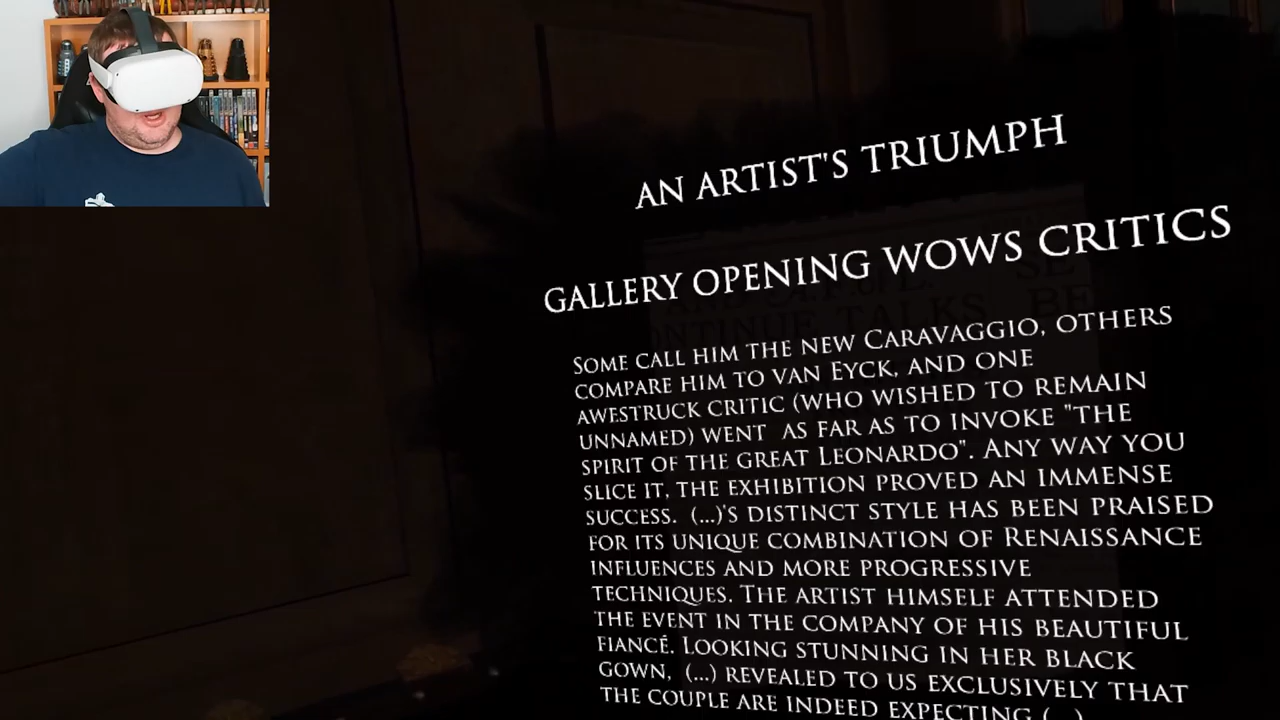 AN ARTIST'S TRIUMPH
GALLERY OPENING WOWS CRITICS
SOME CALL HIM THE NEW CARAVAGGIO, OTHERS
COMPARE HIM TO VAN EYCK, AND ONE
AWESTRUCK CRITIC (WHO WISHED TO REMAIN
UNNAMED) WENT AS FAR AS TO INVOKE "THE
SPIRIT OF THE GREAT LEONARDO". ANY WAY YOU
SLICE IT, THE EXHIBITION PROVED AN IMMENSE
SUCCESS. (...)'S DISTINCT STYLE HAS BEEN PRAISED
FOR ITS UNIQUE COMBINATION OF RENAISSANCE
INFLUENCES AND MORE PROGRESSIVE
TECHNIQUES. THE ARTIST HIMSELF ATTENDED
THE EVENT IN THE COMPANY OF HIS BEAUTIFUL
FIANCÉ. LOOKING STUNNING IN HER BLACK
GOWN, (...) REVEALED TO US EXCLUSIVELY THAT
THE COUPLE ARE INDEED EXPECTING (...)
CONTINUE TALKS BE